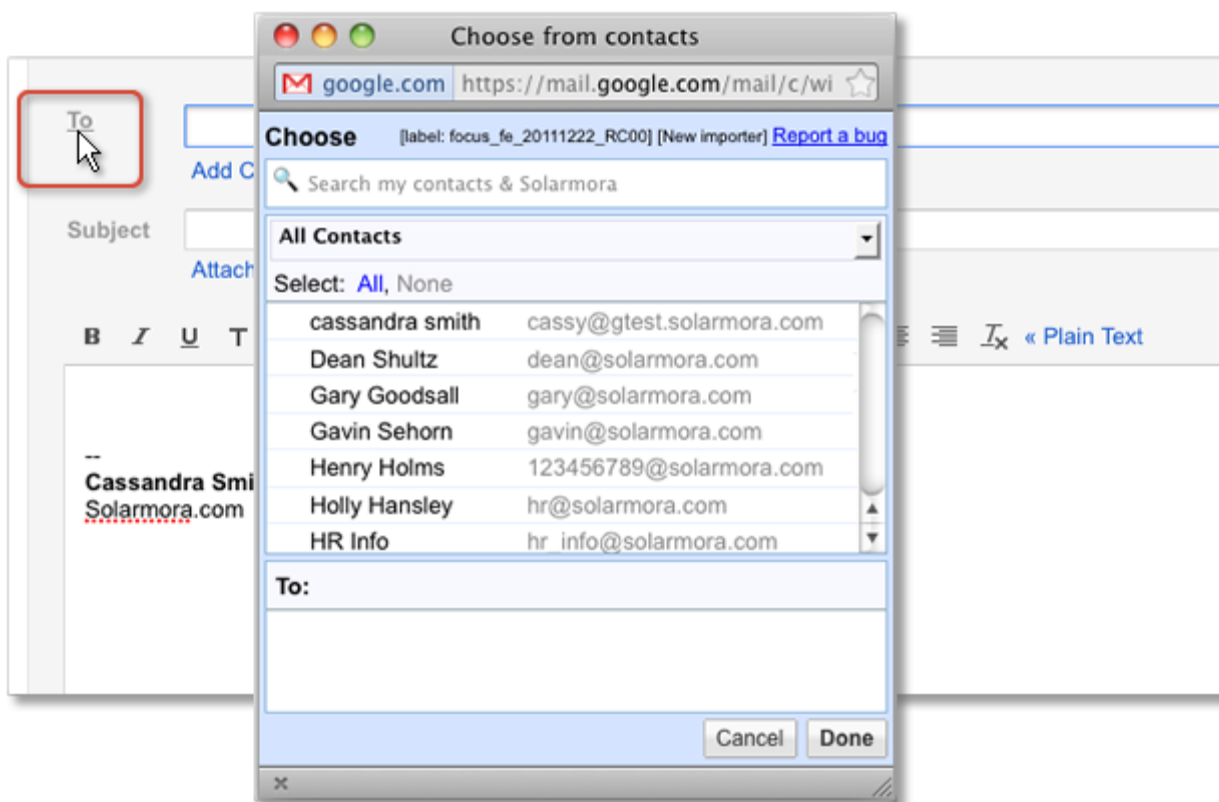 Choose from contacts
google.com https://mail.google.com/mail/c/wi
To
Choose [label: focus_fe_20111222_RC00] [New importer] Report a bug
Add C
Search my contacts & Solarmora
Subject
All Contacts
Attach
Select: All, None
B I U T
« Plain Text
cassandra smith cassy@gtest.solarmora.com
Dean Shultz dean@solarmora.com
Gary Goodsall gary@solarmora.com
Gavin Sehorn gavin@solarmora.com
Henry Holms 123456789@solarmora.com
Holly Hansley hr@solarmora.com
HR Info hr_info@solarmora.com
--
Cassandra Smi
Solarmora.com
To:
Cancel Done